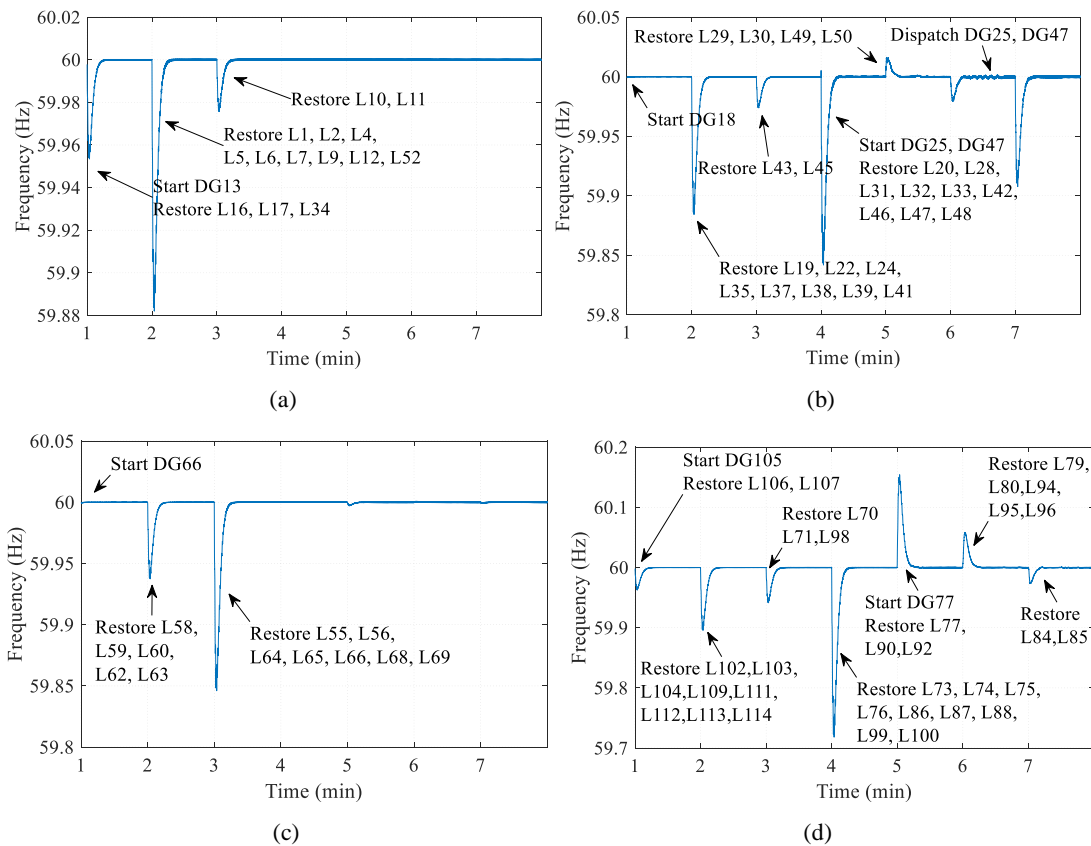 60.02
60
59.98
59.96
59.94
59.92
59.9
59.88
Frequency (Hz)
Restore L10, L11
Restore L1, L2, L4,
L5, L6, L7, L9, L12, L52
Start DG13
Restore L16, L17, L34
1 2 3 4 5 6 7
Time (min)
(a)
60.05
60
59.95
59.9
59.85
59.8
Frequency (Hz)
Restore L29, L30, L49, L50
Dispatch DG25, DG47
Start DG18
Restore L43, L45
Start DG25, DG47
Restore L20, L28,
L31, L32, L33, L42,
L46, L47, L48
Restore L19, L22, L24,
L35, L37, L38, L39, L41
1 2 3 4 5 6 7
Time (min)
(b)
60.05
60
59.95
59.9
59.85
59.8
Frequency (Hz)
Start DG66
Restore L58,
L59, L60,
L62, L63
Restore L55, L56,
L64, L65, L66, L68, L69
1 2 3 4 5 6 7
Time (min)
(c)
60.2
60.1
60
59.9
59.8
59.7
Frequency (Hz)
Start DG105
Restore L106, L107
Restore L70
L71,L98
Restore L79,
L80,L94,
L95,L96
Start DG77
Restore L77,
L90,L92
Restore
L84,L85
Restore L102,L103,
L104,L109,L111,
L112,L113,L114
Restore L73, L74, L75,
L76, L86, L87, L88,
L99, L100
1 2 3 4 5 6 7
Time (min)
(d)